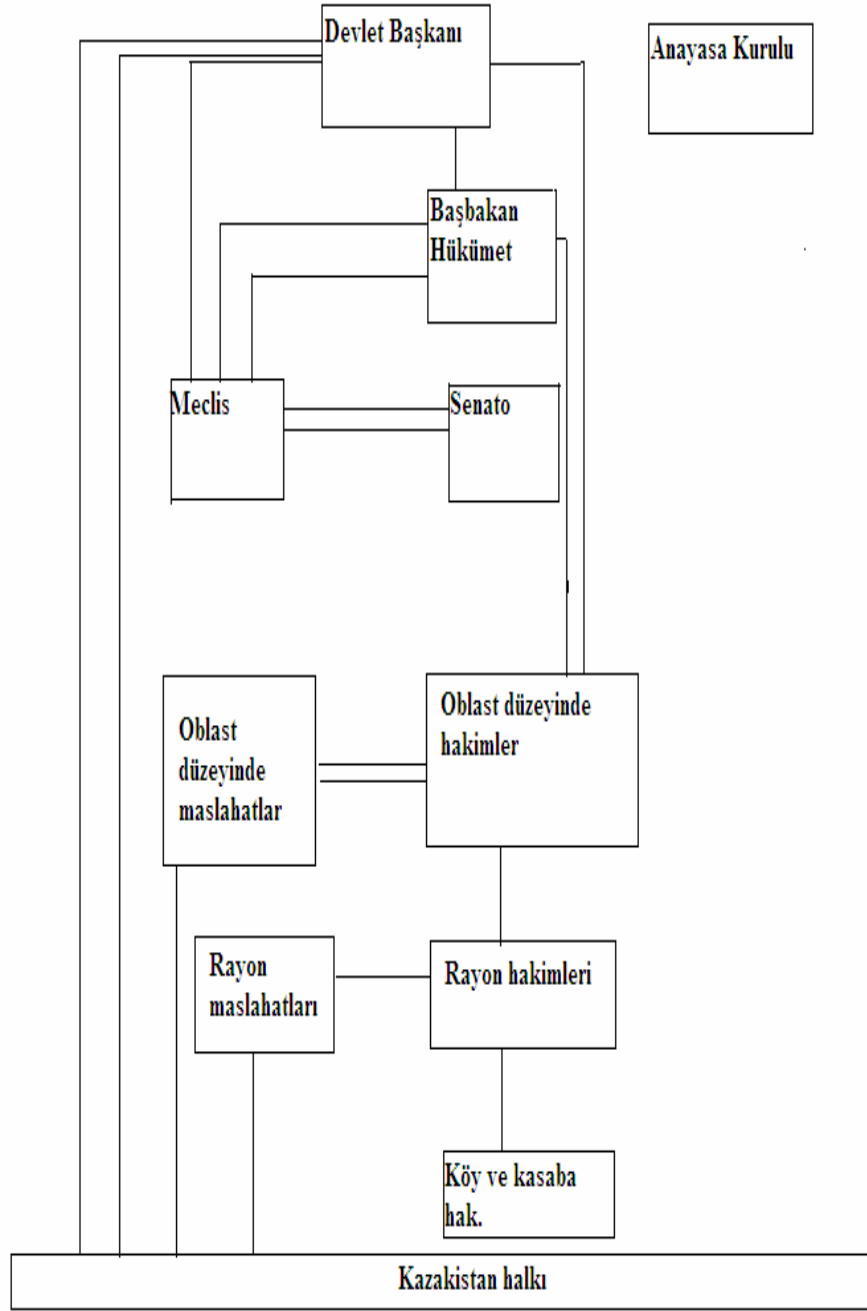 Devlet Başkanı
Anayasa Kurulu
Başbakan
Hükümet
Meclis
Senato
Oblast
düzeyinde
maslahatlar
Oblast düzeyinde
hakimler
Rayon
maslahatları
Rayon hakimleri
Köy ve kasaba
hak.
Kazakistan halkı